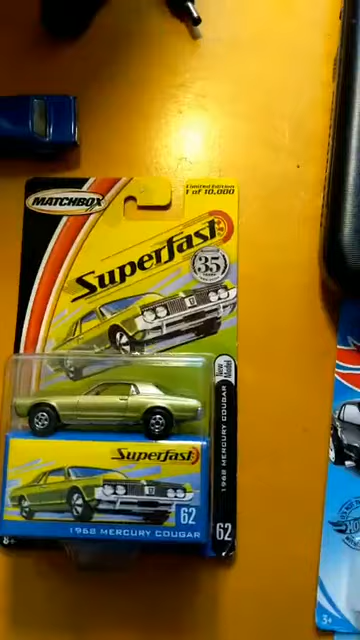 MATCHBOX
Limited Edition
1 of 10,000
Superfast
35
New Model
1968 MERCURY COUGAR
62
Superfast
62
1968 MERCURY COUGAR
3+